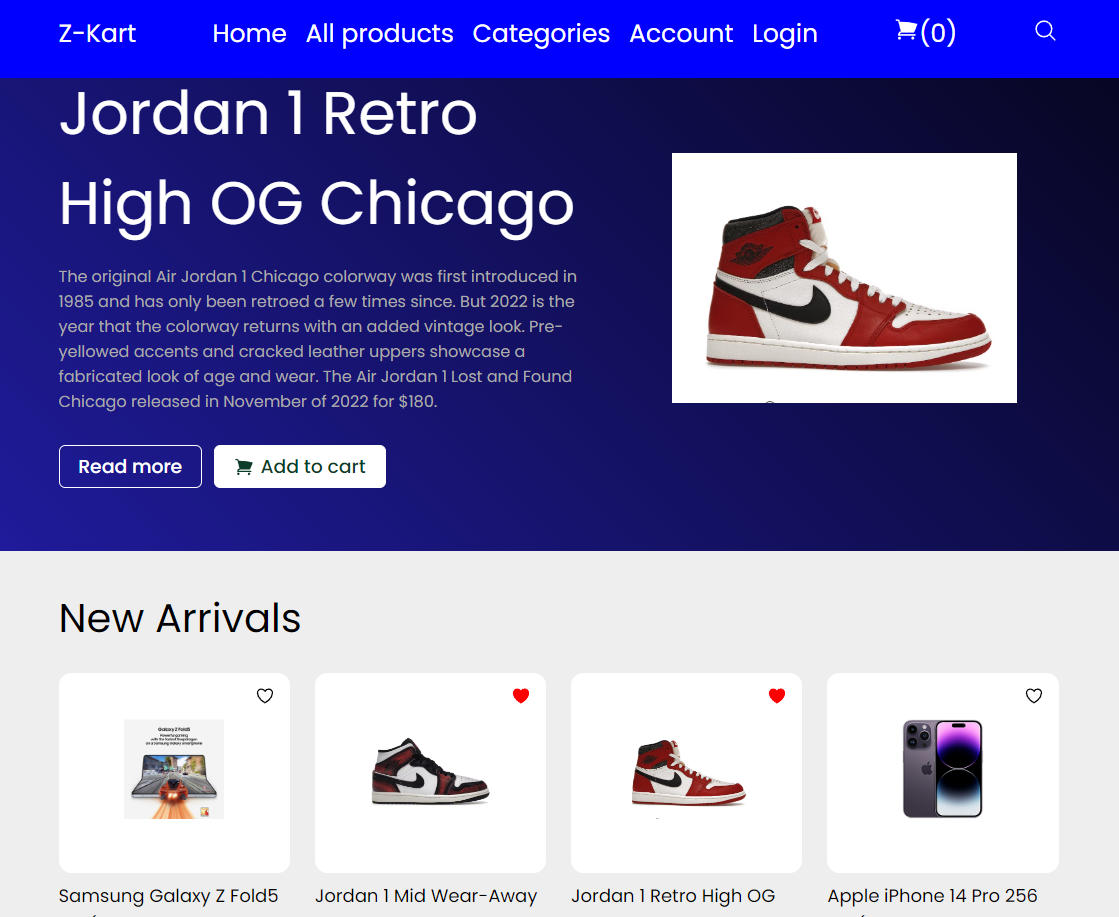 Z-Kart Home All products Categories Account Login (0)
Jordan 1 Retro
High OG Chicago
The original Air Jordan 1 Chicago colorway was first introduced in
1985 and has only been retroed a few times since. But 2022 is the
year that the colorway returns with an added vintage look. Pre-
yellowed accents and cracked leather uppers showcase a
fabricated look of age and wear. The Air Jordan 1 Lost and Found
Chicago released in November of 2022 for $180.
Read more Add to cart
New Arrivals
Galaxy Z Fold5
Samsung Galaxy Z Fold5 Jordan 1 Mid Wear-Away Jordan 1 Retro High OG Apple iPhone 14 Pro 256